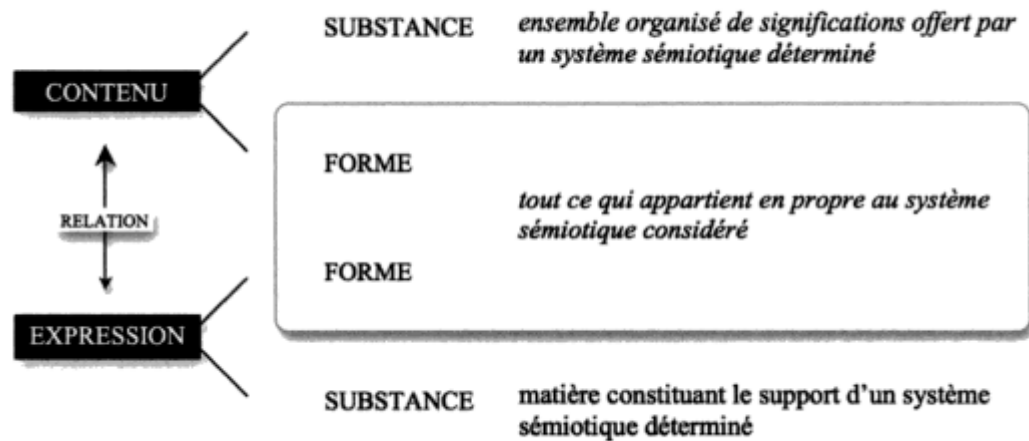 SUBSTANCE ensemble organisé de significations offert par
un système sémiotique déterminé
CONTENU
FORME
RELATION
tout ce qui appartient en propre au système
sémiotique considéré
FORME
EXPRESSION
SUBSTANCE matière constituant le support d'un système
sémiotique déterminé